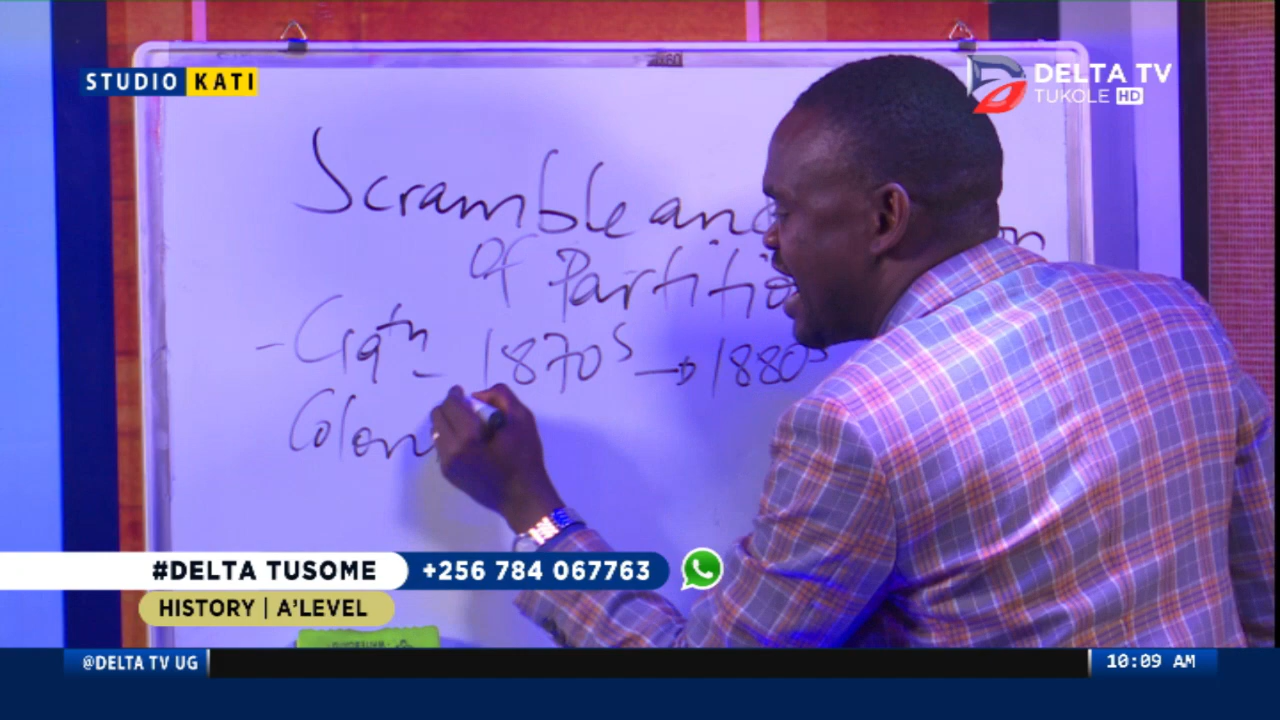 STUDIO KATI
DELTA TV
TUKOLE HD
Scramble and
of Partitio
- C19th - 1870s → 1880s
Colon
#DELTA TUSOME +256 784 067763
HISTORY | A'LEVEL
@DELTA TV UG 10:09 AM